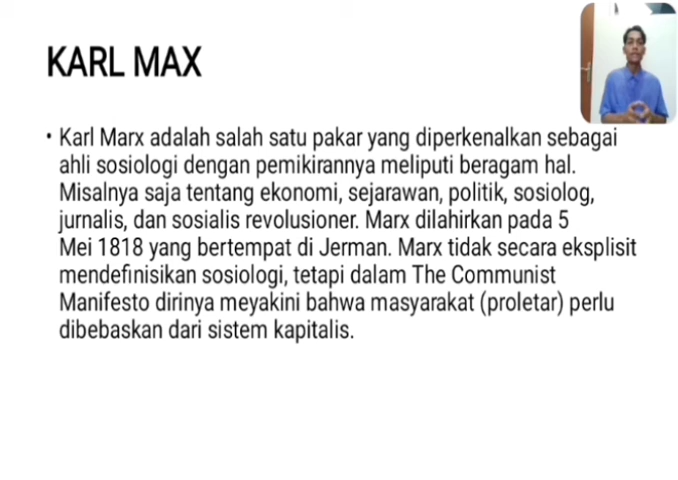 KARL MAX
• Karl Marx adalah salah satu pakar yang diperkenalkan sebagai
ahli sosiologi dengan pemikirannya meliputi beragam hal.
Misalnya saja tentang ekonomi, sejarawan, politik, sosiolog,
jurnalis, dan sosialis revolusioner. Marx dilahirkan pada 5
Mei 1818 yang bertempat di Jerman. Marx tidak secara eksplisit
mendefinisikan sosiologi, tetapi dalam The Communist
Manifesto dirinya meyakini bahwa masyarakat (proletar) perlu
dibebaskan dari sistem kapitalis.